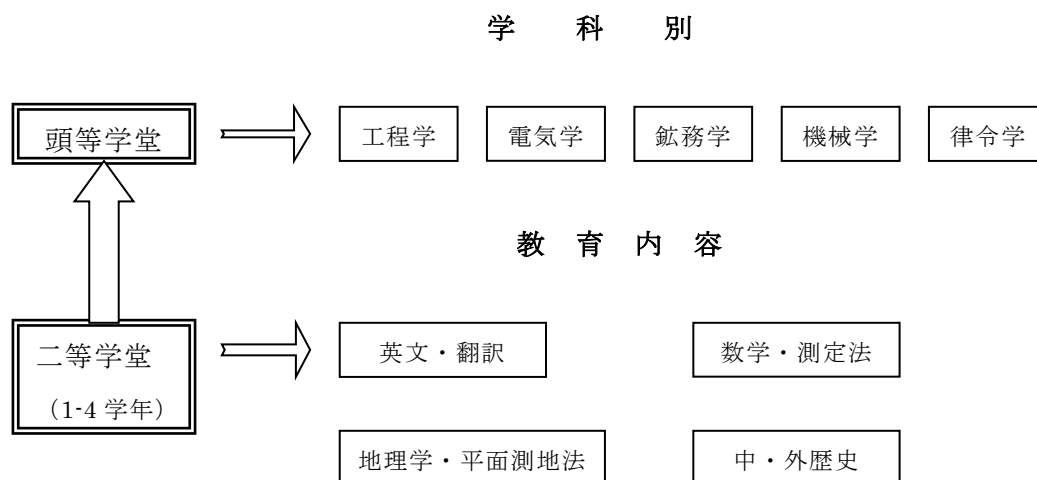 学 科 別
頭等学堂
工程学 電気学 鉱務学 機械学 律令学
教 育 内 容
二等学堂
（1-4 学年）
英文・翻訳 数学・測定法
地理学・平面測地法 中・外歴史